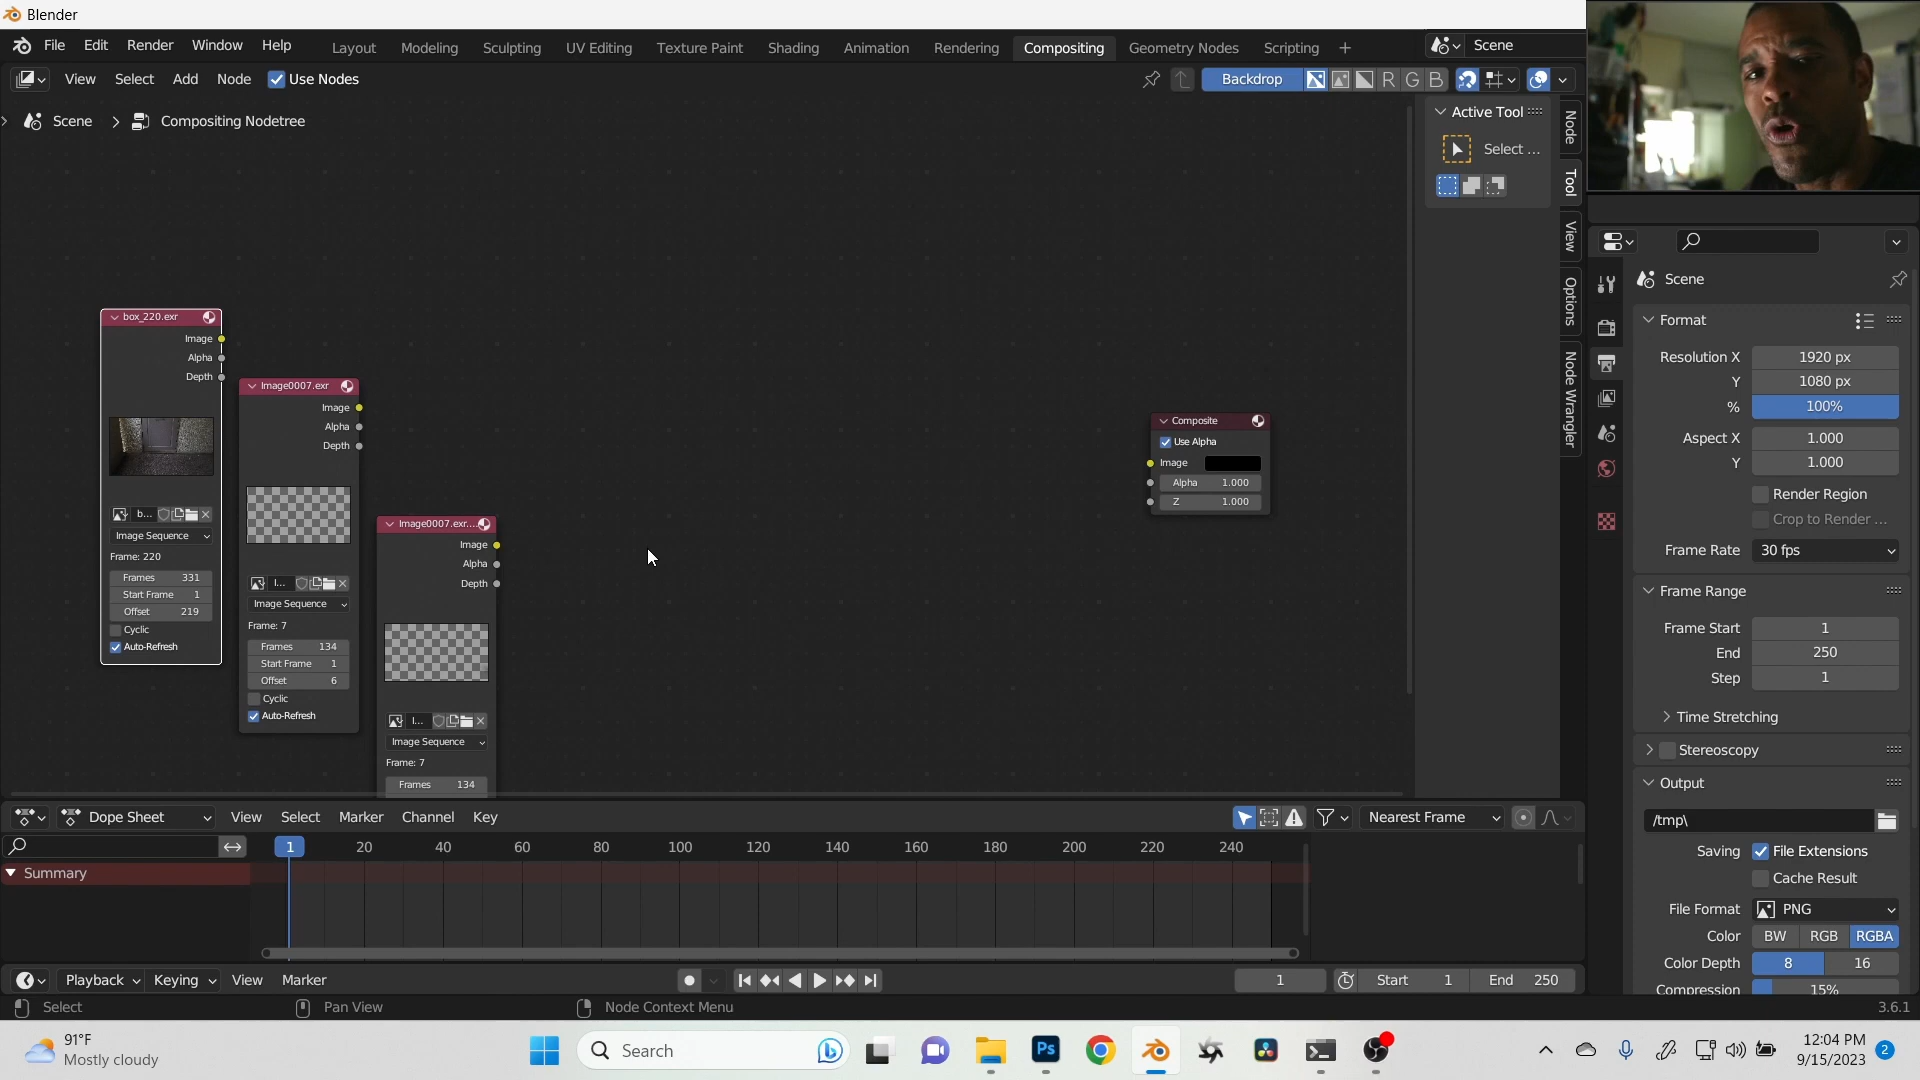 Blender
File Edit Render Window Help
Layout Modeling Sculpting UV Editing Texture Paint Shading Animation Rendering Compositing Geometry Nodes Scripting +
Scene
View Select Add Node Use Nodes
Backdrop R G B
Scene > Compositing Nodetree
Active Tool
Select ...
Node
Tool
View
Options
Node Wrangler
box_220.exr
Image
Alpha
Depth
b...
Image Sequence
Frame: 220
Frames 331
Start Frame 1
Offset 219
Cyclic
Auto-Refresh
Image0007.exr
Image
Alpha
Depth
I...
Image Sequence
Frame: 7
Frames 134
Start Frame 1
Offset 6
Cyclic
Auto-Refresh
Image0007.exr....
Image
Alpha
Depth
I...
Image Sequence
Frame: 7
Frames 134
Composite
Use Alpha
Image
Alpha 1.000
Z 1.000
Scene
Format
Resolution X 1920 px
Y 1080 px
% 100%
Aspect X 1.000
Y 1.000
Render Region
Crop to Render ...
Frame Rate 30 fps
Frame Range
Frame Start 1
End 250
Step 1
Time Stretching
Stereoscopy
Output
/tmp\
Saving File Extensions
Cache Result
File Format PNG
Color BW RGB RGBA
Color Depth 8 16
Compression 15%
Dope Sheet View Select Marker Channel Key
Nearest Frame
1 20 40 60 80 100 120 140 160 180 200 220 240
Summary
Playback Keying View Marker
1 Start 1 End 250
Select Pan View Node Context Menu
3.6.1
91°F
Mostly cloudy
Search
Ps
12:04 PM
9/15/2023
2